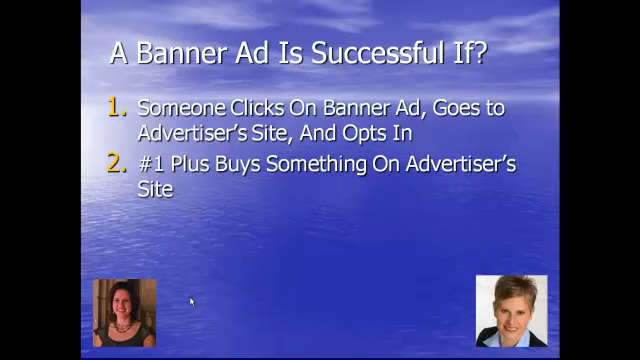 A Banner Ad Is Successful If?
1. Someone Clicks On Banner Ad, Goes to
Advertiser's Site, And Opts In
2. #1 Plus Buys Something On Advertiser's
Site